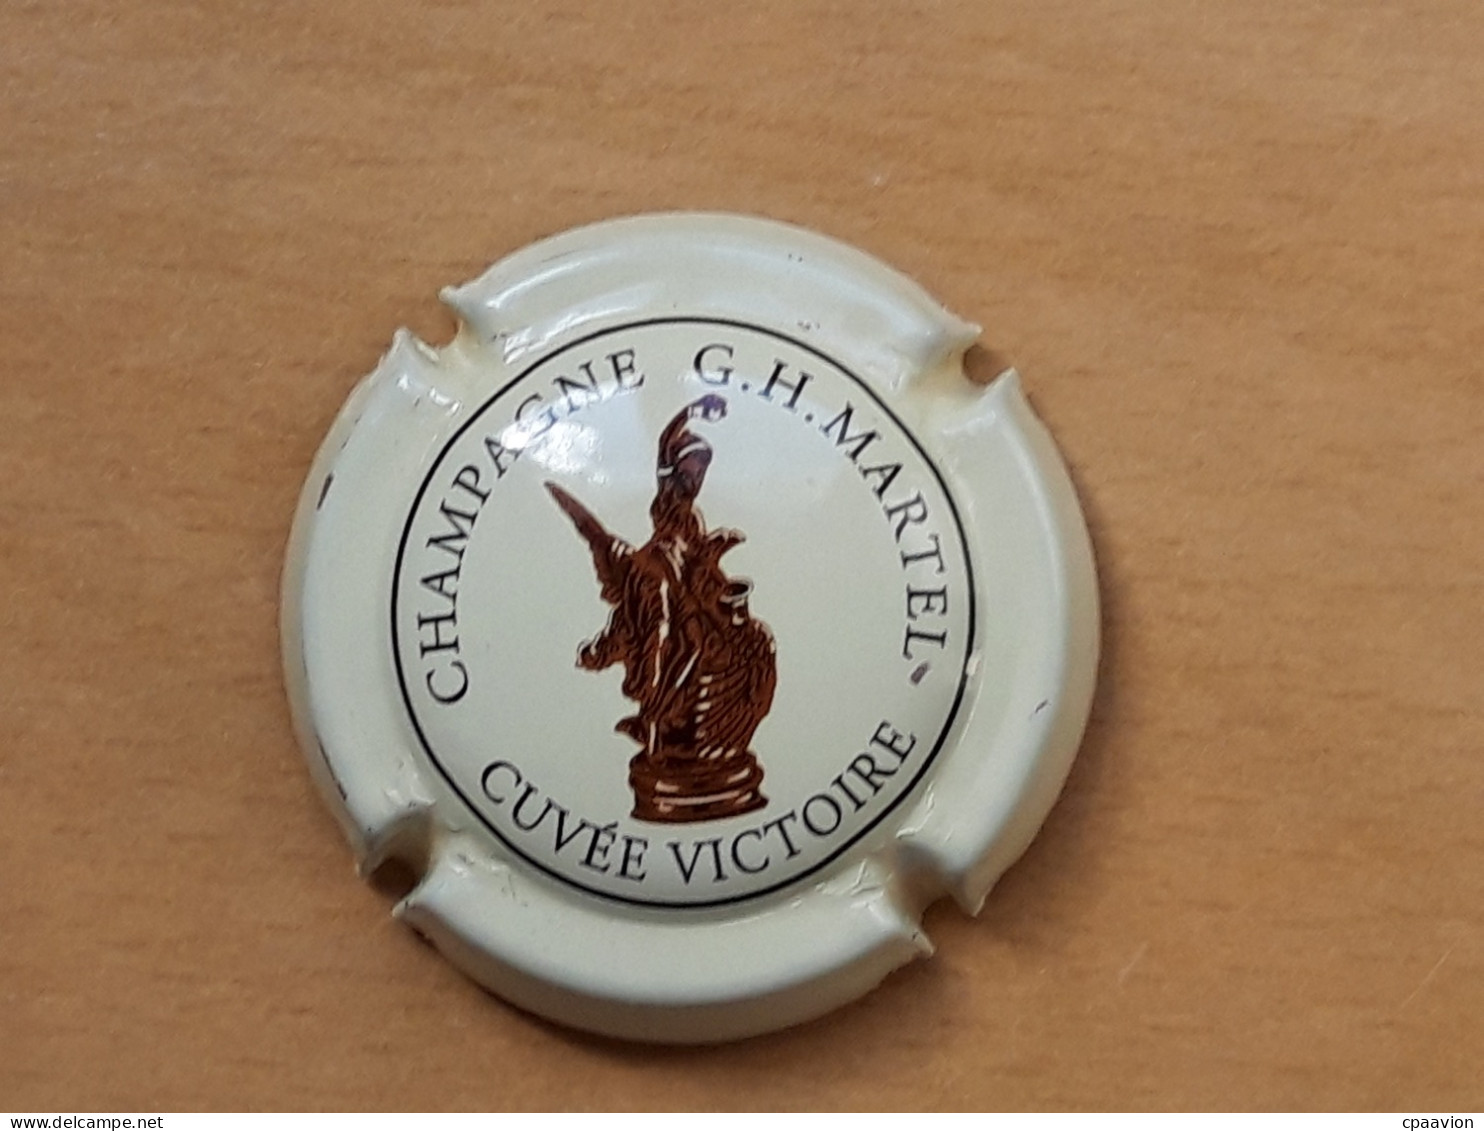 CHAMPAGNE G.H.MARTEL
CUVÉE VICTOIRE
www.delcampe.net
cpaavion